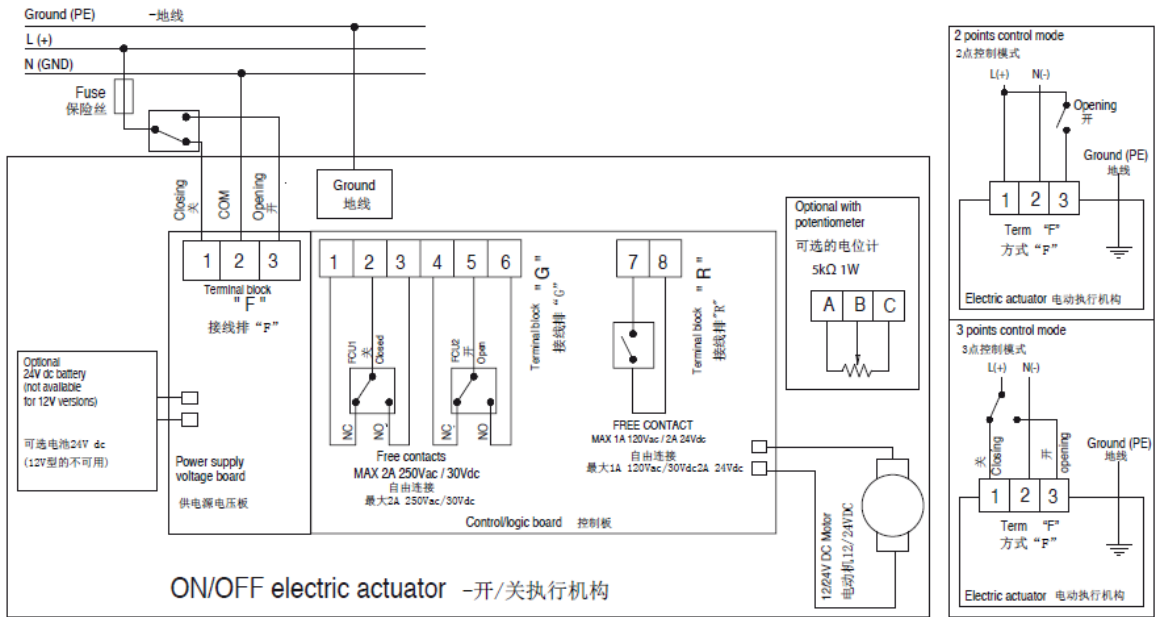 Ground (PE) -地线
L (+)
N (GND)
Fuse
保险丝
Closing
关
COM
Opening
开
Ground
地线
1 2 3
Terminal block
"F"
接线排 "F"
Optional
24V dc battery
(not available
for 12V versions)
可选电池24V dc
(12V型的不可用)
Power supply
voltage board
供电源电压板
1 2 3 4 5 6
Terminal block "G"
接线排 "G"
FCU1
关
Closed
FCU2
开
Open
NC
NO
NC
NO
Free contacts
MAX 2A 250Vac / 30Vdc
自由连接
最大2A 250Vac/30Vdc
7 8
Terminal block "R"
接线排"R"
FREE CONTACT
MAX 1A 120Vac / 2A 24Vdc
自由连接
最大1A 120Vac/30Vdc2A 24Vdc
Control/logic board 控制板
Optional with
potentiometer
可选的电位计
5kΩ 1W
A B C
12/24V DC Motor
电动机12/24VDC
ON/OFF electric actuator -开/关执行机构
2 points control mode
2点控制模式
L(+) N(-)
Opening
开
Ground (PE)
地线
1 2 3
Term "F"
方式 "F"
Electric actuator 电动执行机构
3 points control mode
3点控制模式
L(+) N(-)
关
Closing
开
opening
Ground (PE)
地线
1 2 3
Term "F"
方式 "F"
Electric actuator 电动执行机构